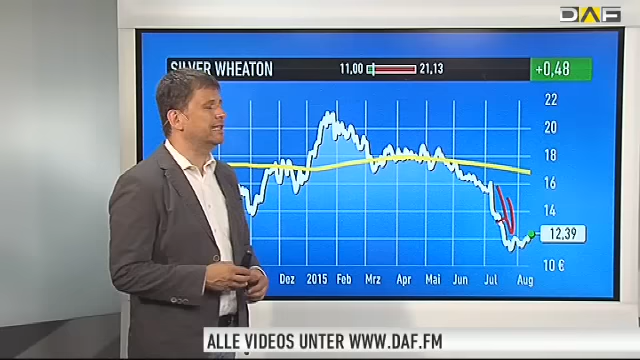 DAF
SILVER WHEATON 11,00 21,13 +0,48
22
20
18
16
14
12,39
10 €
Dez 2015 Feb Mrz Apr Mai Jun Jul Aug
ALLE VIDEOS UNTER WWW.DAF.FM